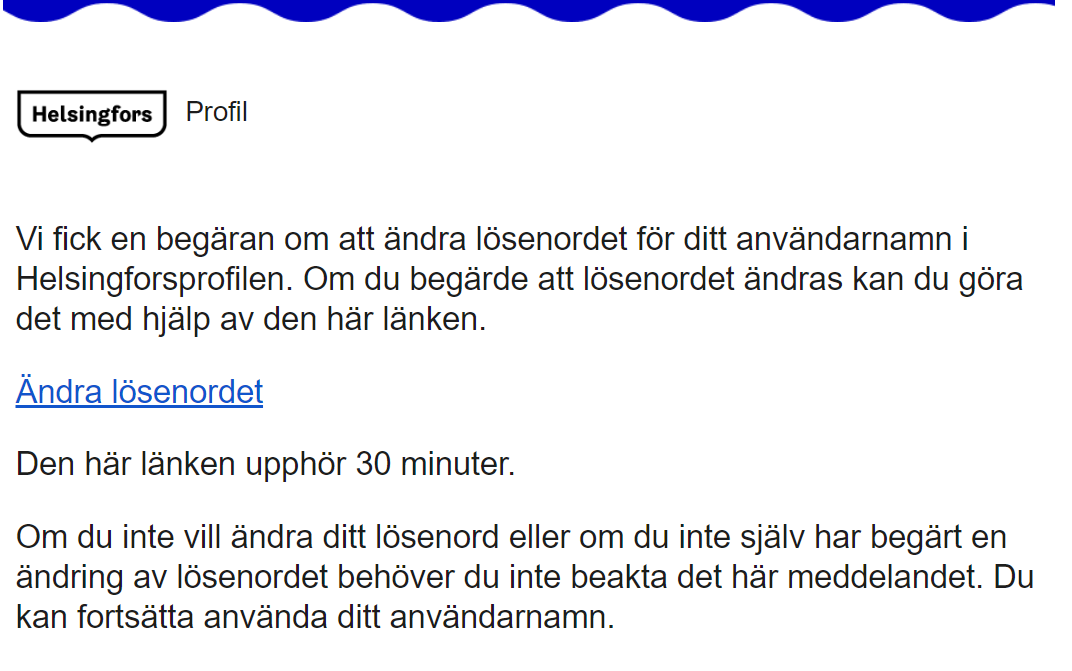 Helsingfors Profil
Vi fick en begäran om att ändra lösenordet för ditt användarnamn i
Helsingforsprofilen. Om du begärde att lösenordet ändras kan du göra
det med hjälp av den här länken.
Ändra lösenordet
Den här länken upphör 30 minuter.
Om du inte vill ändra ditt lösenord eller om du inte själv har begärt en
ändring av lösenordet behöver du inte beakta det här meddelandet. Du
kan fortsätta använda ditt användarnamn.